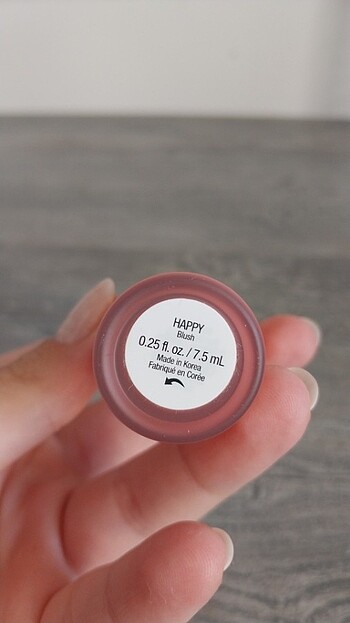 HAPPY
Blush
0.25 fl. oz. / 7.5 mL
Made in Korea
Fabriqué en Corée